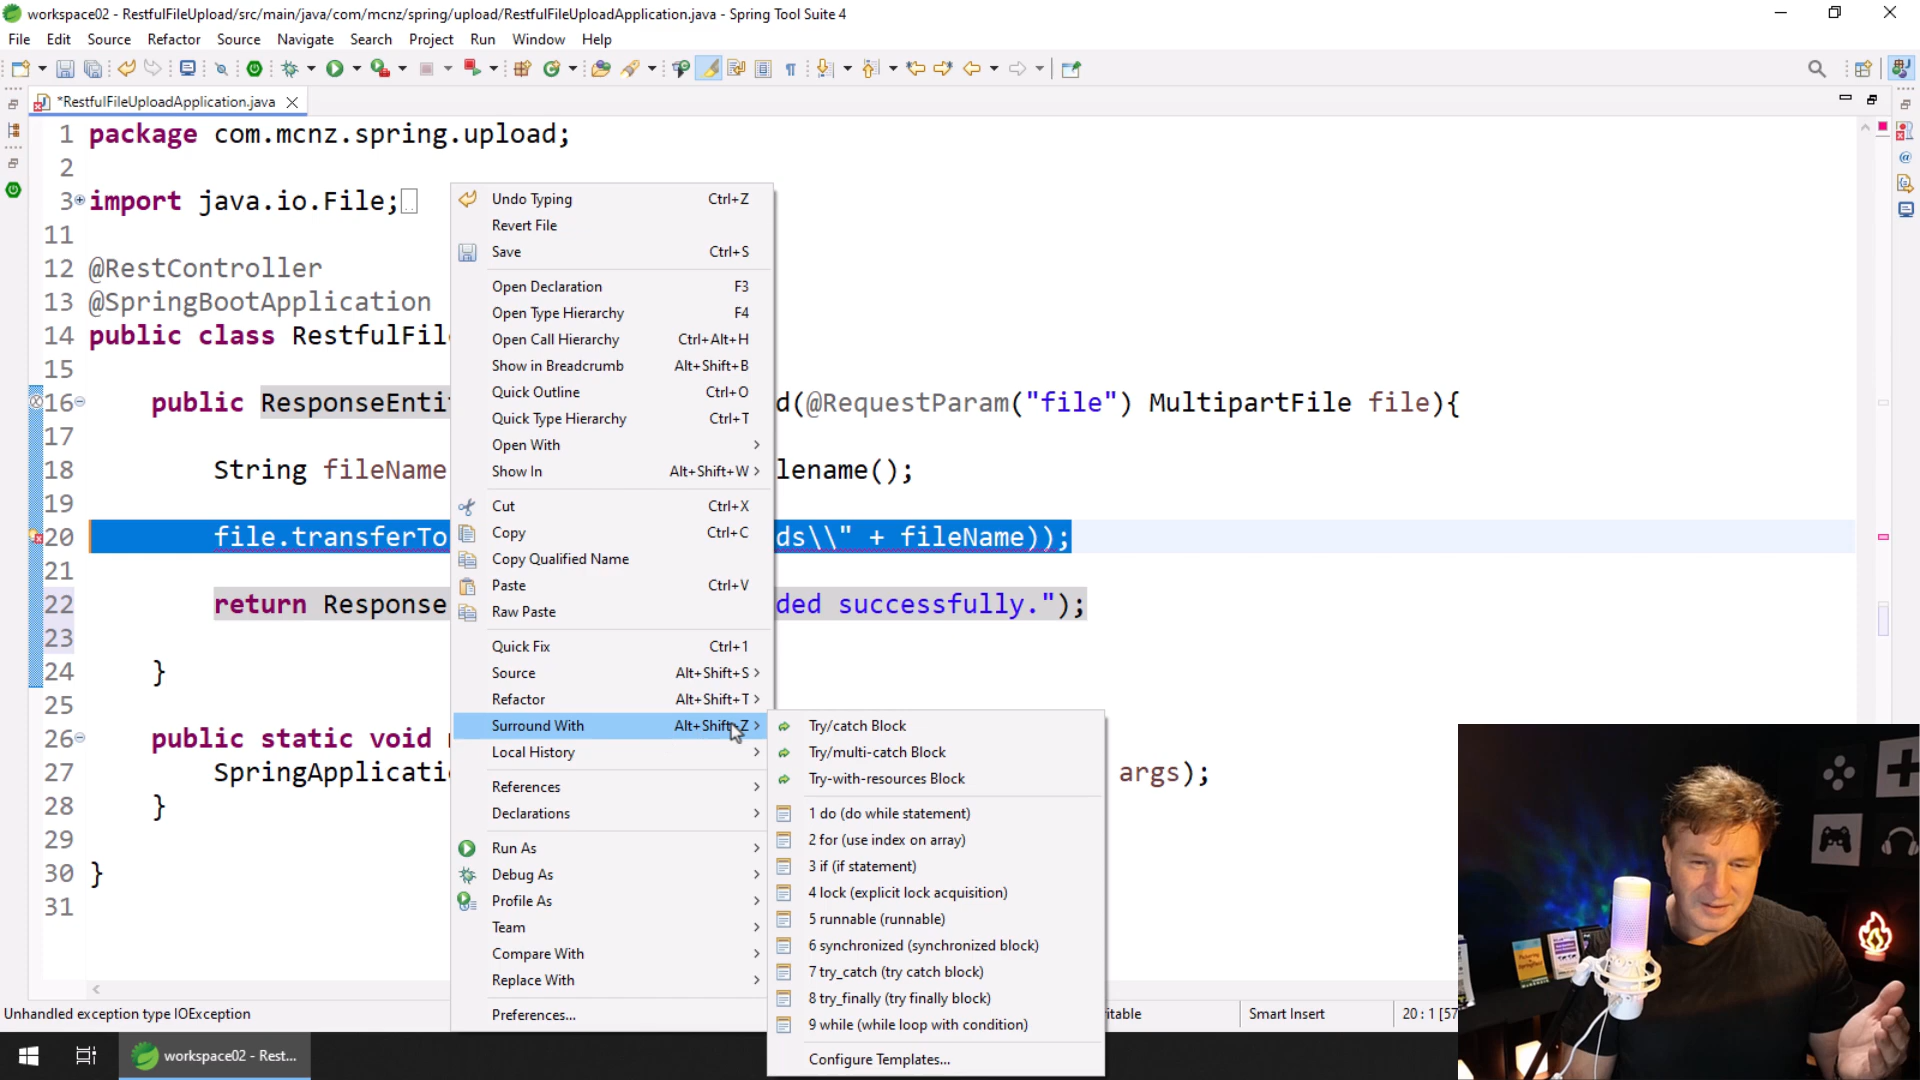 workspace02 - RestfulFileUpload/src/main/java/com/mcnz/spring/upload/RestfulFileUploadApplication.java - Spring Tool Suite 4
File Edit Source Refactor Source Navigate Search Project Run Window Help
*RestfulFileUploadApplication.java
1 package com.mcnz.spring.upload;
2
3 import java.io.File;
11
12 @RestController
13 @SpringBootApplication
14 public class RestfulFil
15
16 public ResponseEnti d(@RequestParam("file") MultipartFile file){
17
18 String fileName lename();
19
20 file.transferTo ds\\" + fileName));
21
22 return Response ded successfully.");
23
24 }
25
26 public static void
27 SpringApplicati args);
28 }
29
30 }
31
Undo Typing Ctrl+Z
Revert File
Save Ctrl+S
Open Declaration F3
Open Type Hierarchy F4
Open Call Hierarchy Ctrl+Alt+H
Show in Breadcrumb Alt+Shift+B
Quick Outline Ctrl+O
Quick Type Hierarchy Ctrl+T
Open With
Show In Alt+Shift+W
Cut Ctrl+X
Copy Ctrl+C
Copy Qualified Name
Paste Ctrl+V
Raw Paste
Quick Fix Ctrl+1
Source Alt+Shift+S
Refactor Alt+Shift+T
Surround With Alt+Shift+Z
Local History
References
Declarations
Run As
Debug As
Profile As
Team
Compare With
Replace With
Preferences...
Try/catch Block
Try/multi-catch Block
Try-with-resources Block
1 do (do while statement)
2 for (use index on array)
3 if (if statement)
4 lock (explicit lock acquisition)
5 runnable (runnable)
6 synchronized (synchronized block)
7 try_catch (try catch block)
8 try_finally (try finally block)
9 while (while loop with condition)
Configure Templates...
Unhandled exception type IOException itable Smart Insert 20 : 1 [57
workspace02 - Rest...